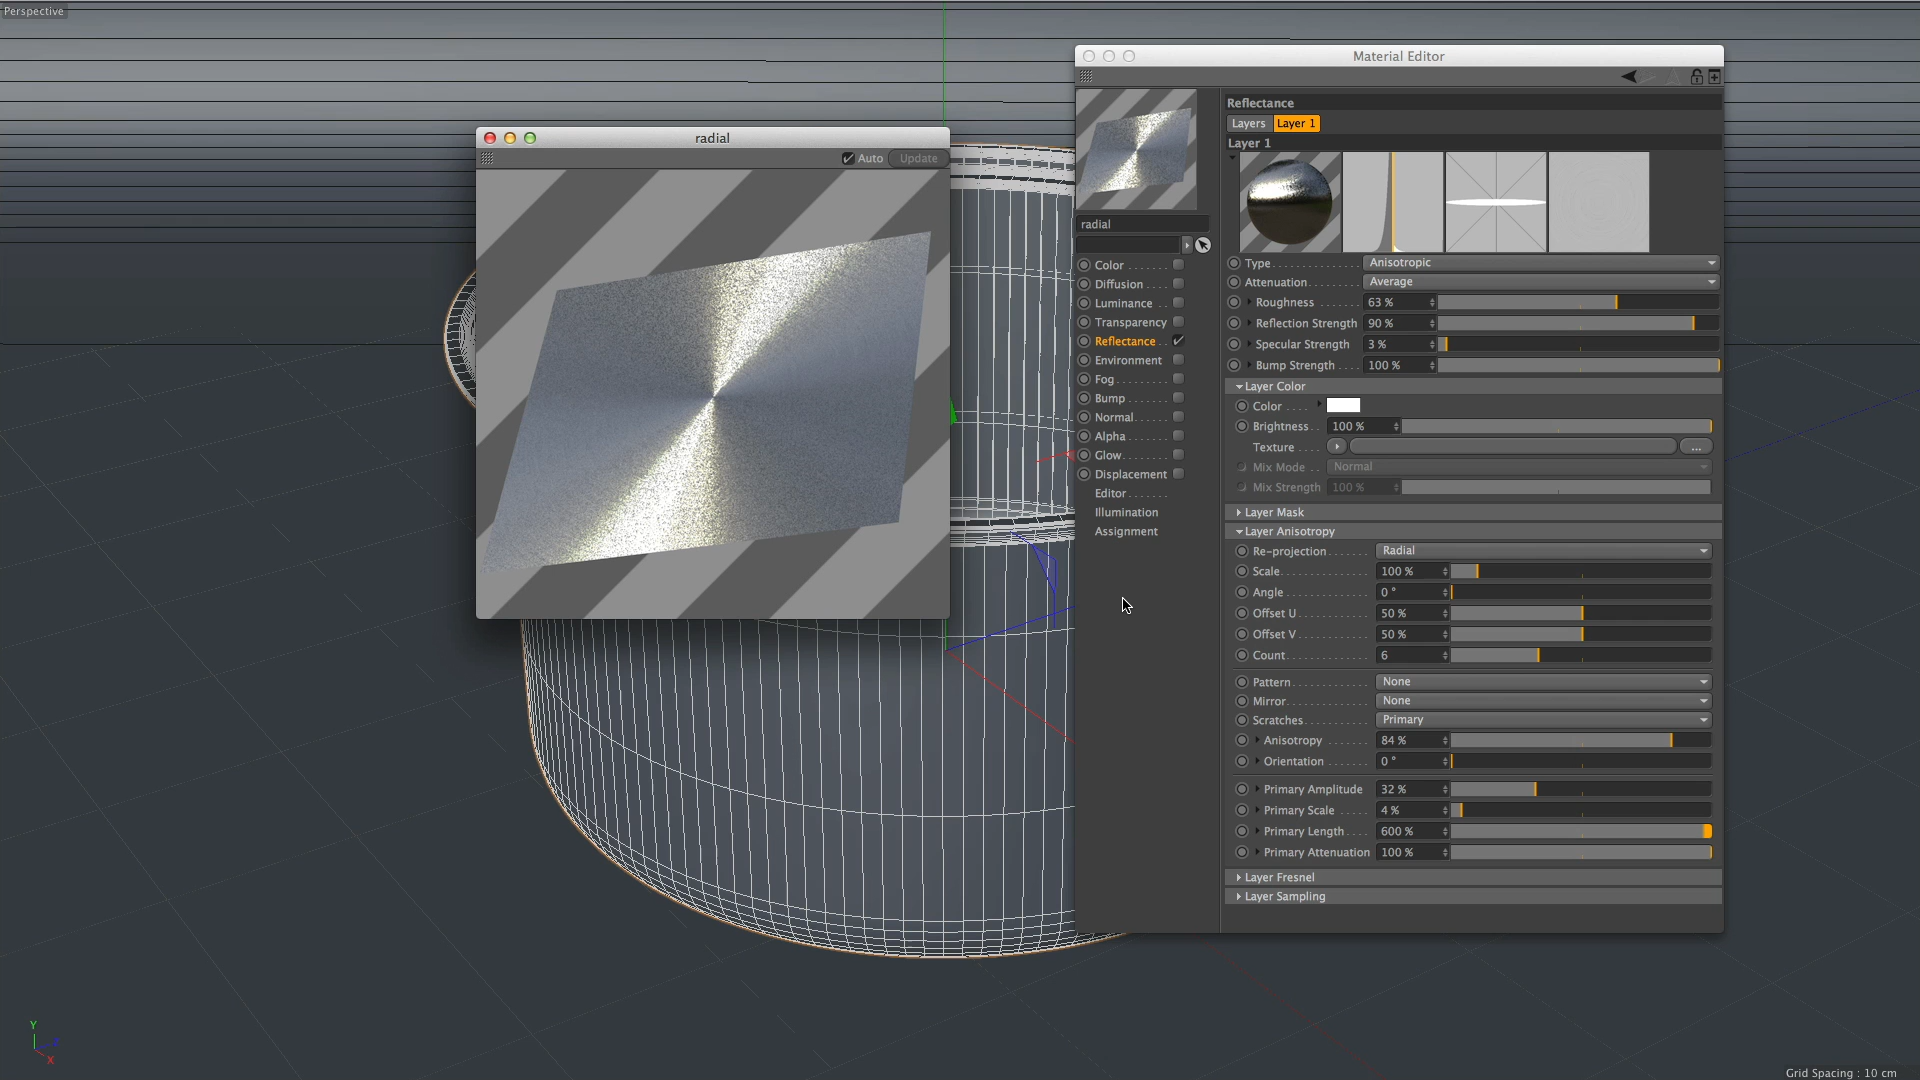 Perspective
Material Editor
radial
Auto
Update
radial
Color
Diffusion
Luminance
Transparency
Reflectance
Environment
Fog
Bump
Normal
Alpha
Glow
Displacement
Editor
Illumination
Assignment
Reflectance
Layers Layer 1
Layer 1
Type Anisotropic
Attenuation Average
Roughness 63 %
Reflection Strength 90 %
Specular Strength 3 %
Bump Strength 100 %
Layer Color
Color
Brightness 100 %
Texture ...
Mix Mode Normal
Mix Strength 100 %
Layer Mask
Layer Anisotropy
Re-projection Radial
Scale 100 %
Angle 0 °
Offset U 50 %
Offset V 50 %
Count 6
Pattern None
Mirror None
Scratches Primary
Anisotropy 84 %
Orientation 0 °
Primary Amplitude 32 %
Primary Scale 4 %
Primary Length 600 %
Primary Attenuation 100 %
Layer Fresnel
Layer Sampling
Y
X
Grid Spacing : 10 cm